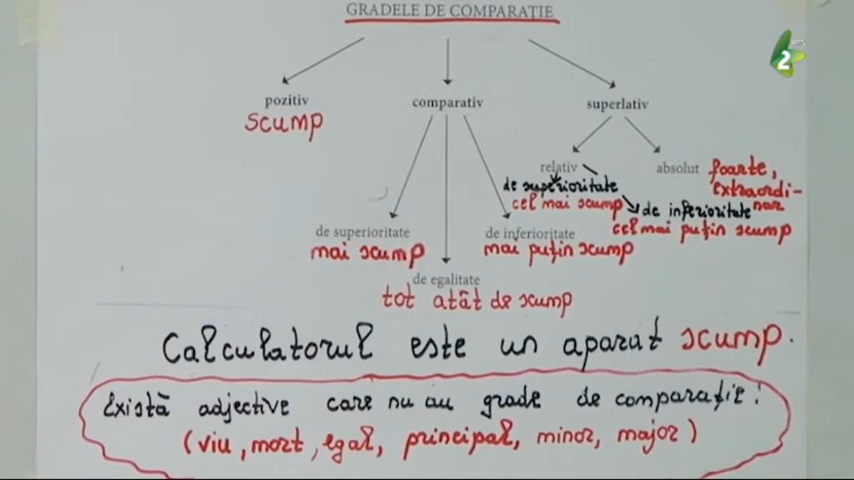 GRADELE DE COMPARAȚIE
2
pozitiv comparativ superlativ
scump
relativ absolut foarte,
extraordi-
nar
de superioritate
cel mai scump
de inferioritate
cel mai puțin scump
de superioritate de inferioritate
mai scump mai puțin scump
de egalitate
tot atât de scump
Calculatorul este un aparat scump.
Există adjective care nu au grade de comparație:
(viu, mort, egal, principal, minor, major)